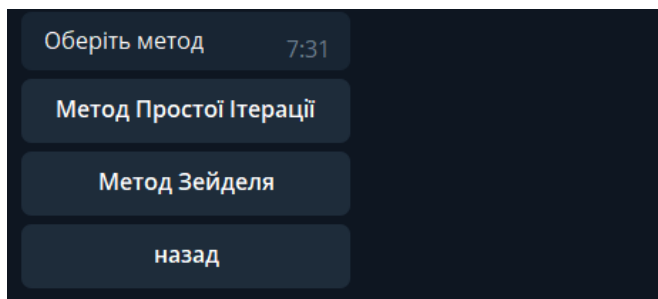 Оберіть метод 7:31
Метод Простої Ітерації
Метод Зейделя
назад